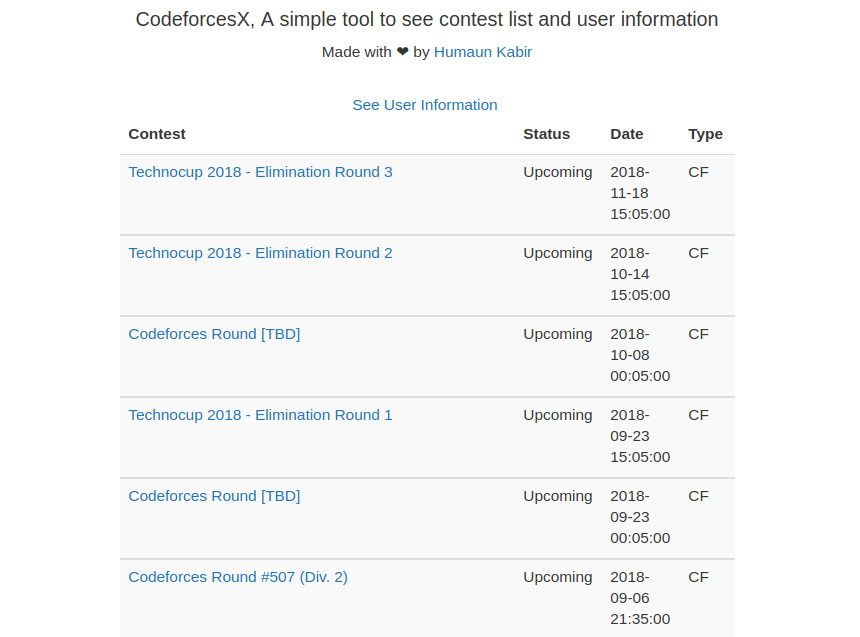 CodeforcesX, A simple tool to see contest list and user information
Made with ❤ by Humaun Kabir
See User Information
Contest Status Date Type
Technocup 2018 - Elimination Round 3 Upcoming 2018-
11-18
15:05:00 CF
Technocup 2018 - Elimination Round 2 Upcoming 2018-
10-14
15:05:00 CF
Codeforces Round [TBD] Upcoming 2018-
10-08
00:05:00 CF
Technocup 2018 - Elimination Round 1 Upcoming 2018-
09-23
15:05:00 CF
Codeforces Round [TBD] Upcoming 2018-
09-23
00:05:00 CF
Codeforces Round #507 (Div. 2) Upcoming 2018-
09-06
21:35:00 CF